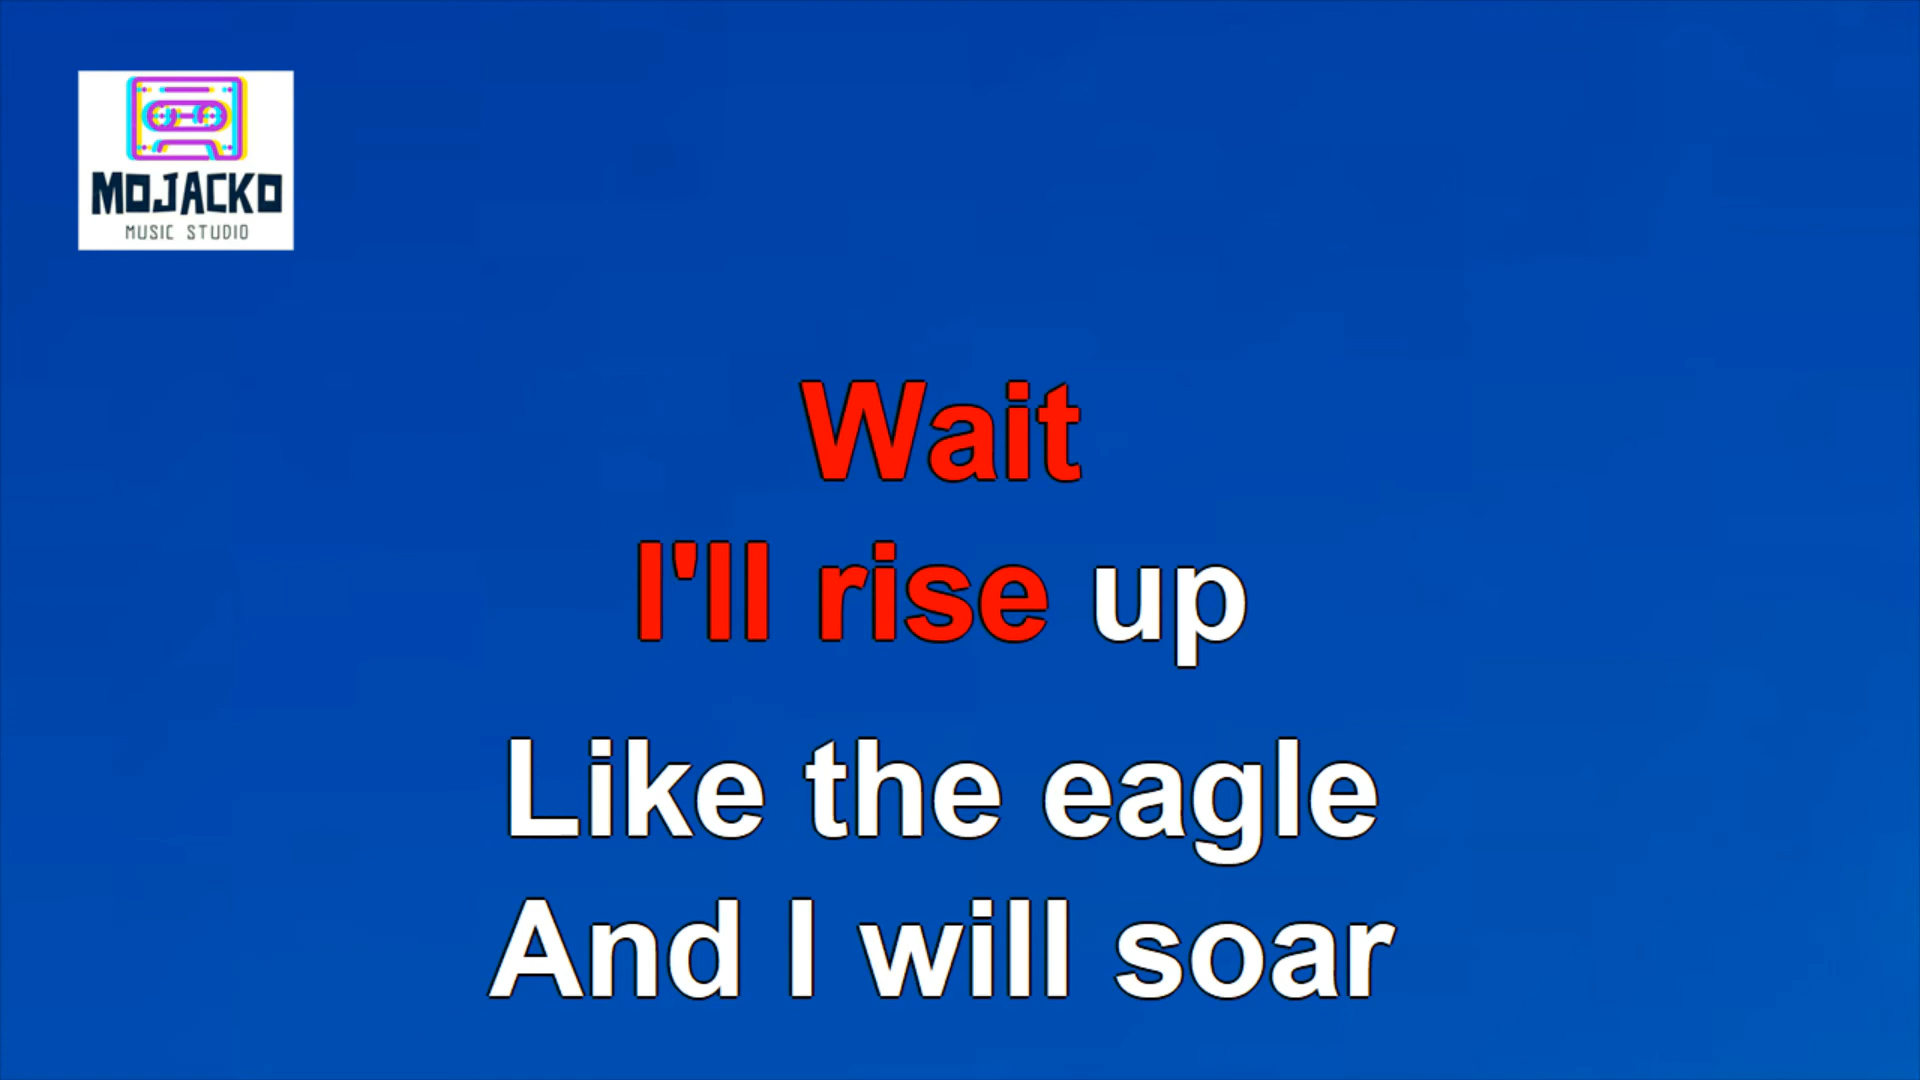 MOJACKO
MUSIC STUDIO
Wait
I'll rise up
Like the eagle
And I will soar